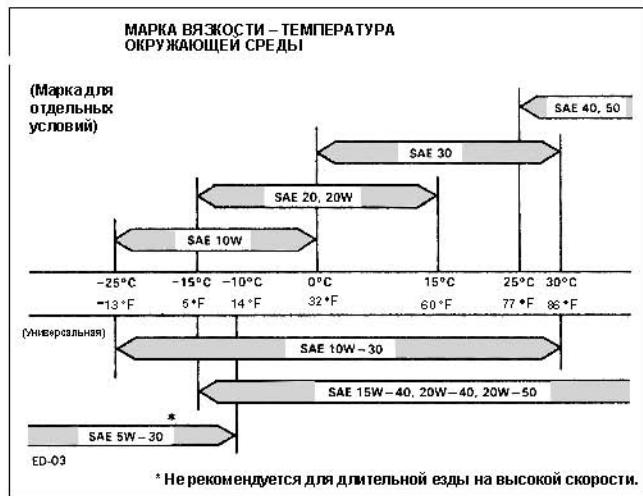 МАРКА ВЯЗКОСТИ – ТЕМПЕРАТУРА
ОКРУЖАЮЩЕЙ СРЕДЫ
(Марка для
отдельных
условий)
SAE 40, 50
SAE 30
SAE 20, 20W
SAE 10W
-25°C -15°C -10°C 0°C 15°C 25°C 30°C
-13°F 5°F 14°F 32°F 60°F 77°F 86°F
(Универсальная)
SAE 10W-30
SAE 15W-40, 20W-40, 20W-50
*
SAE 5W-30
ED-03
* Не рекомендуется для длительной езды на высокой скорости.